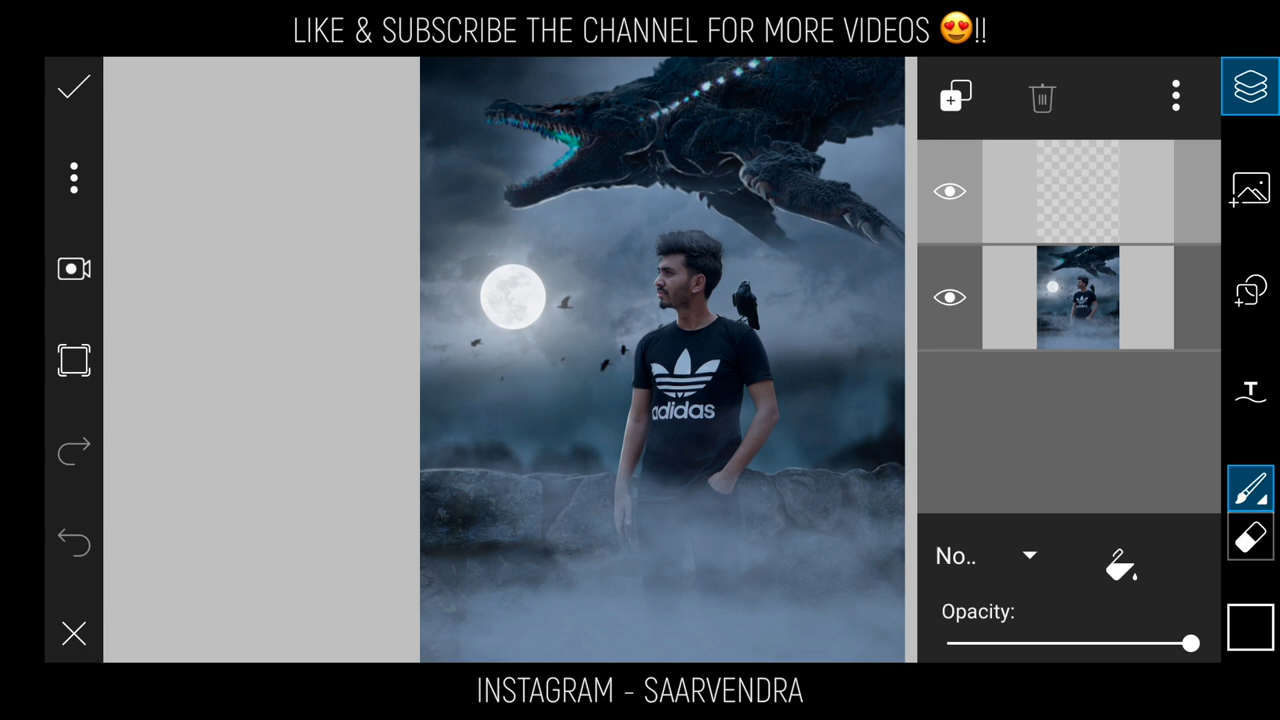 LIKE & SUBSCRIBE THE CHANNEL FOR MORE VIDEOS 😍!!
adidas
T
No..
Opacity:
INSTAGRAM - SAARVENDRA